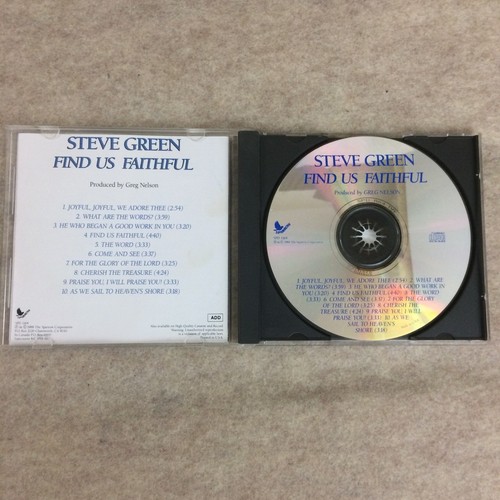 STEVE GREEN
FIND US FAITHFUL
Produced by Greg Nelson
1. JOYFUL, JOYFUL, WE ADORE THEE (2:54)
2. WHAT ARE THE WORDS? (3:59)
3. HE WHO BEGAN A GOOD WORK IN YOU (3:20)
4. FIND US FAITHFUL (4:40)
5. THE WORD (3:33)
6. COME AND SEE (3:37)
7. FOR THE GLORY OF THE LORD (3:25)
8. CHERISH THE TREASURE (4:24)
9. PRAISE YOU! I WILL PRAISE YOU! (3:33)
10. AS WE SAIL TO HEAVEN'S SHORE (3:18)
ADD
STEVE GREEN
FIND US FAITHFUL
Produced by GREG NELSON
1 JOYFUL, JOYFUL, WE ADORE THEE (2:54) 2 WHAT ARE
THE WORDS? (3:59) 3 HE WHO BEGAN A GOOD WORK IN
YOU (3:20) 4 FIND US FAITHFUL (4:40) 5 THE WORD
(3:33) 6 COME AND SEE (3:37) 7 FOR THE GLORY
OF THE LORD (3:25) 8 CHERISH THE
TREASURE (4:24) 9 PRAISE YOU! I WILL
PRAISE YOU! (3:33) 10 AS WE
SAIL TO HEAVEN'S
SHORE (3:18)